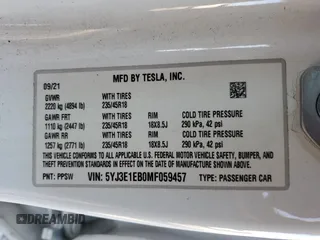 MFD BY TESLA, INC.
09/21
GVWR WITH TIRES
2220 kg (4894 lb) 235/45R18
GAWR FRT WITH TIRES RIM COLD TIRE PRESSURE
1110 kg (2447 lb) 235/45R18 18X8.5J 290 kPa, 42 psi
GAWR RR WITH TIRES RIM COLD TIRE PRESSURE
1257 kg (2771 lb) 235/45R18 18X8.5J 290 kPa, 42 psi
THIS VEHICLE CONFORMS TO ALL APPLICABLE U.S. FEDERAL MOTOR VEHICLE SAFETY, BUMPER, AND
THEFT PREVENTION STANDARDS IN EFFECT ON THE DATE OF MANUFACTURE SHOWN ABOVE.
PNT: PPSW VIN: 5YJ3E1EB0MF059457 TYPE: PASSENGER CAR
DREAMBID